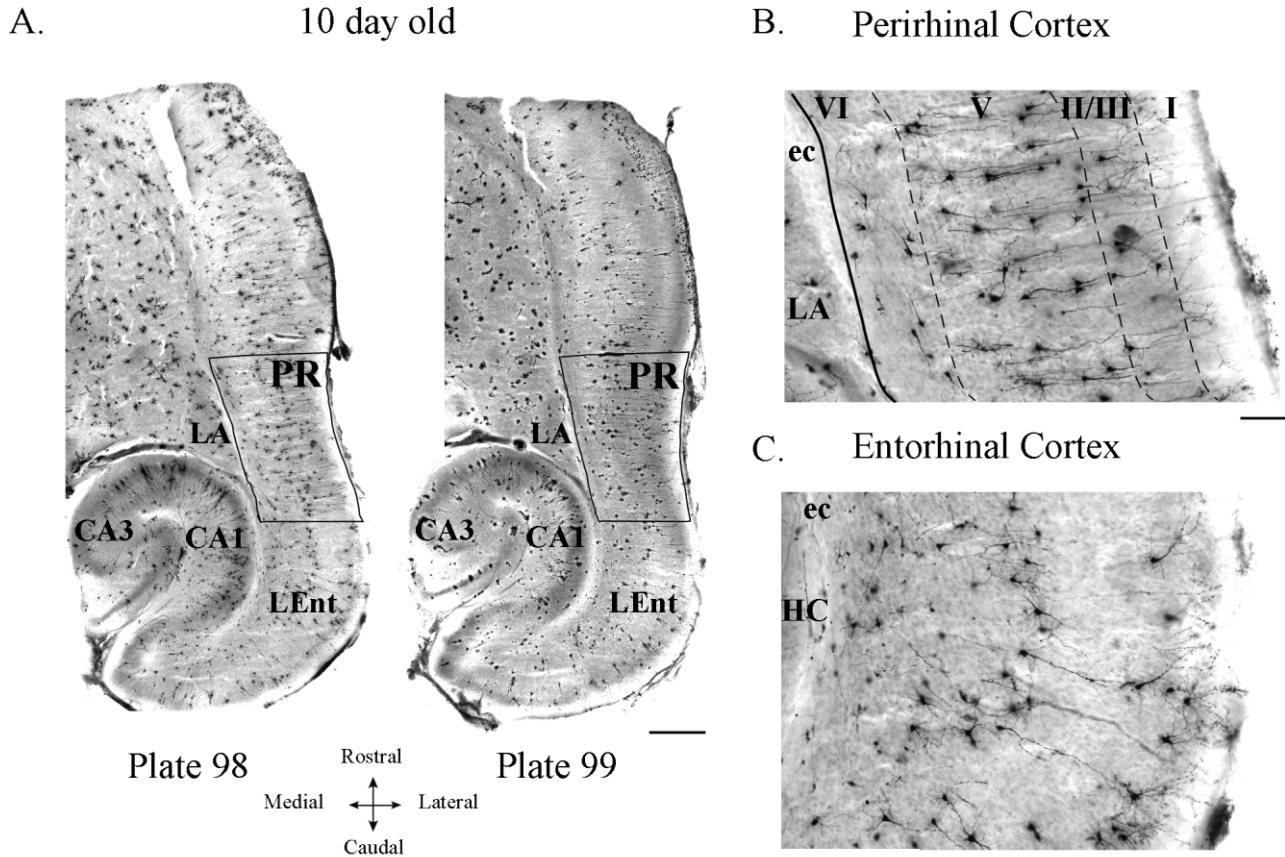 A.
10 day old
PR
LA
CA3
CA1
LEnt
Plate 98
PR
LA
CA3
CA1
LEnt
Plate 99
Rostral
Medial
Lateral
Caudal
B.
Perirhinal Cortex
VI
V
II/III
I
ec
LA
C.
Entorhinal Cortex
ec
HC